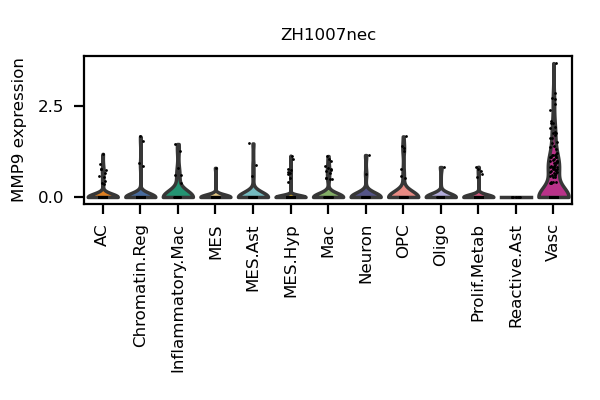 ZH1007nec
MMP9 expression
2.5
0.0
AC
Chromatin.Reg
Inflammatory.Mac
MES
MES.Ast
MES.Hyp
Mac
Neuron
OPC
Oligo
Prolif.Metab
Reactive.Ast
Vasc